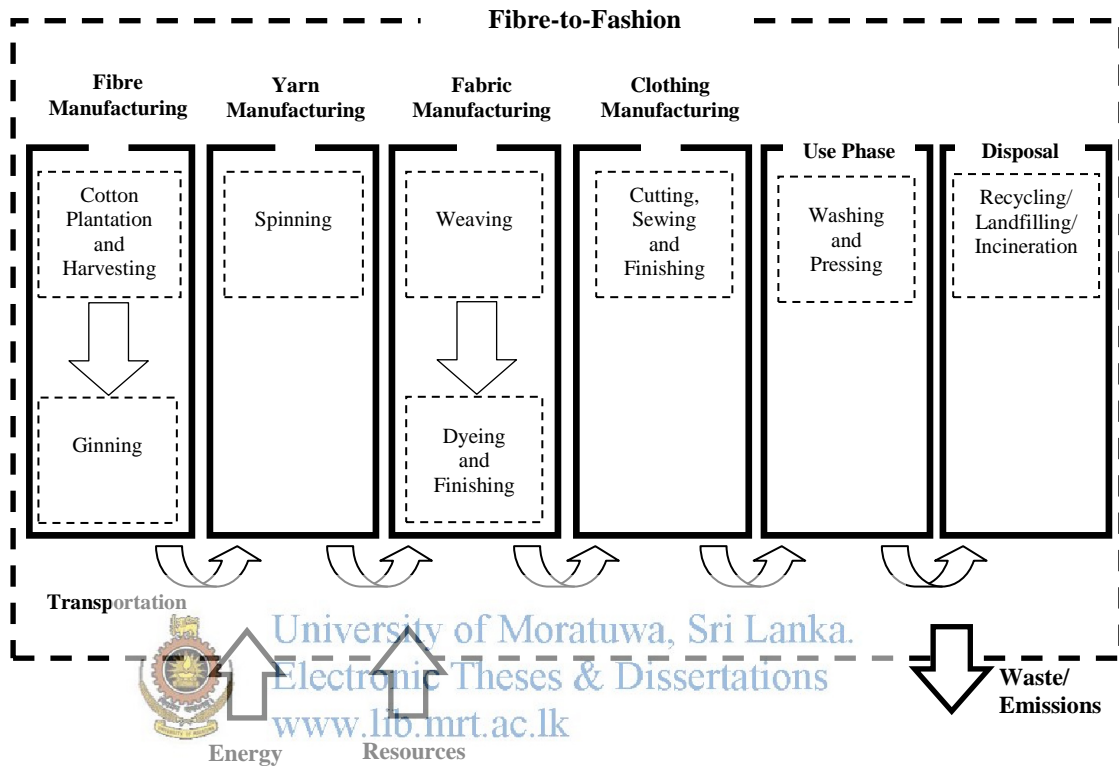 Fibre-to-Fashion
Fibre
Manufacturing
Yarn
Manufacturing
Fabric
Manufacturing
Clothing
Manufacturing
Use Phase
Disposal
Cotton
Plantation
and
Harvesting
Ginning
Spinning
Weaving
Dyeing
and
Finishing
Cutting,
Sewing
and
Finishing
Washing
and
Pressing
Recycling/
Landfilling/
Incineration
Transportation
University of Moratuwa, Sri Lanka.
Electronic Theses & Dissertations
www.lib.mrt.ac.lk
Energy
Resources
Waste/
Emissions